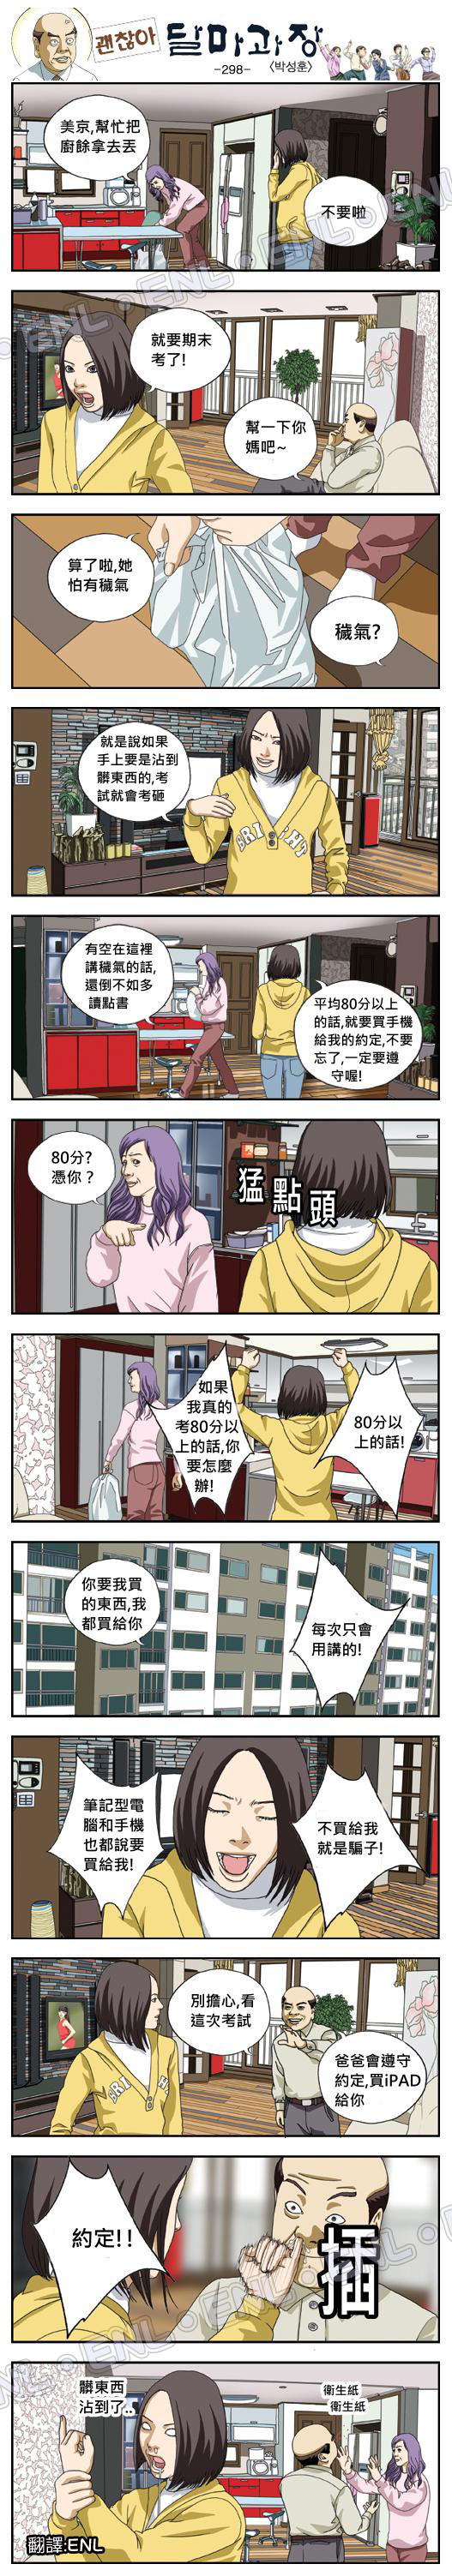 괜찮아 달마과장
-298- 〈박성훈〉
美京,幫忙把
廚餘拿去丟
不要啦
就要期末
考了!
幫一下你
媽吧~
算了啦,她
怕有穢氣
穢氣?
就是說如果
手上要是沾到
髒東西的,考
試就會考砸
BRIGHT
有空在這裡
講穢氣的話,
還倒不如多
讀點書
平均80分以上
的話,就要買手機
給我的約定,不要
忘了,一定要遵
守喔!
80分?
憑你？
猛點頭
如果
我真的
考80分以
上的話,你
要怎麼
辦!
80分以
上的話!
你要我買
的東西,我
都買給你
每次只會
用講的!
筆記型電
腦和手機
也都說要
買給我!
不買給我
就是騙子!
別擔心,看
這次考試
爸爸會遵守
約定,買iPAD
給你
約定!!
插
髒東西
沾到了..
衛生紙
衛生紙
翻譯:ENL